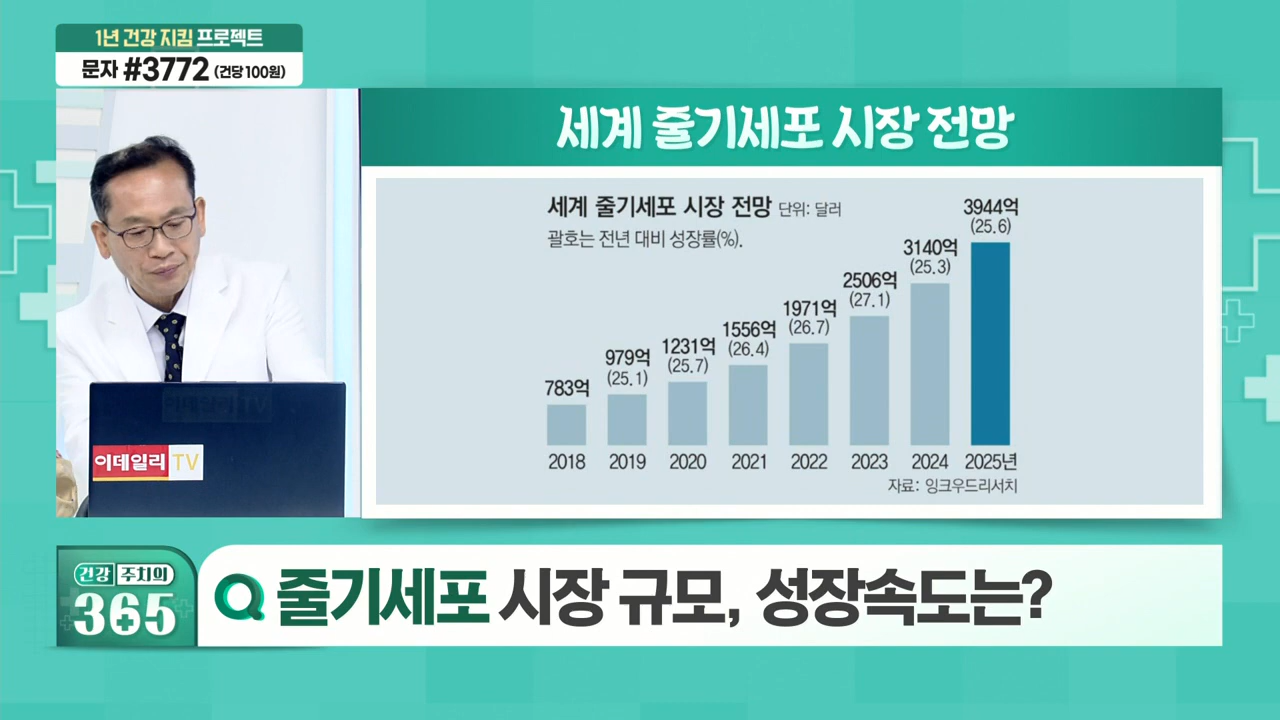 1년 건강 지킴 프로젝트
문자 #3772 (건당 100원)
세계 줄기세포 시장 전망
세계 줄기세포 시장 전망 단위: 달러
괄호는 전년 대비 성장률(%).
783억
979억
(25.1)
1231억
(25.7)
1556억
(26.4)
1971억
(26.7)
2506억
(27.1)
3140억
(25.3)
3944억
(25.6)
2018 2019 2020 2021 2022 2023 2024 2025년
자료: 잉크우드리서치
이데일리 TV
이데일리 TV
건강 주치의
365
Q 줄기세포 시장 규모, 성장속도는?